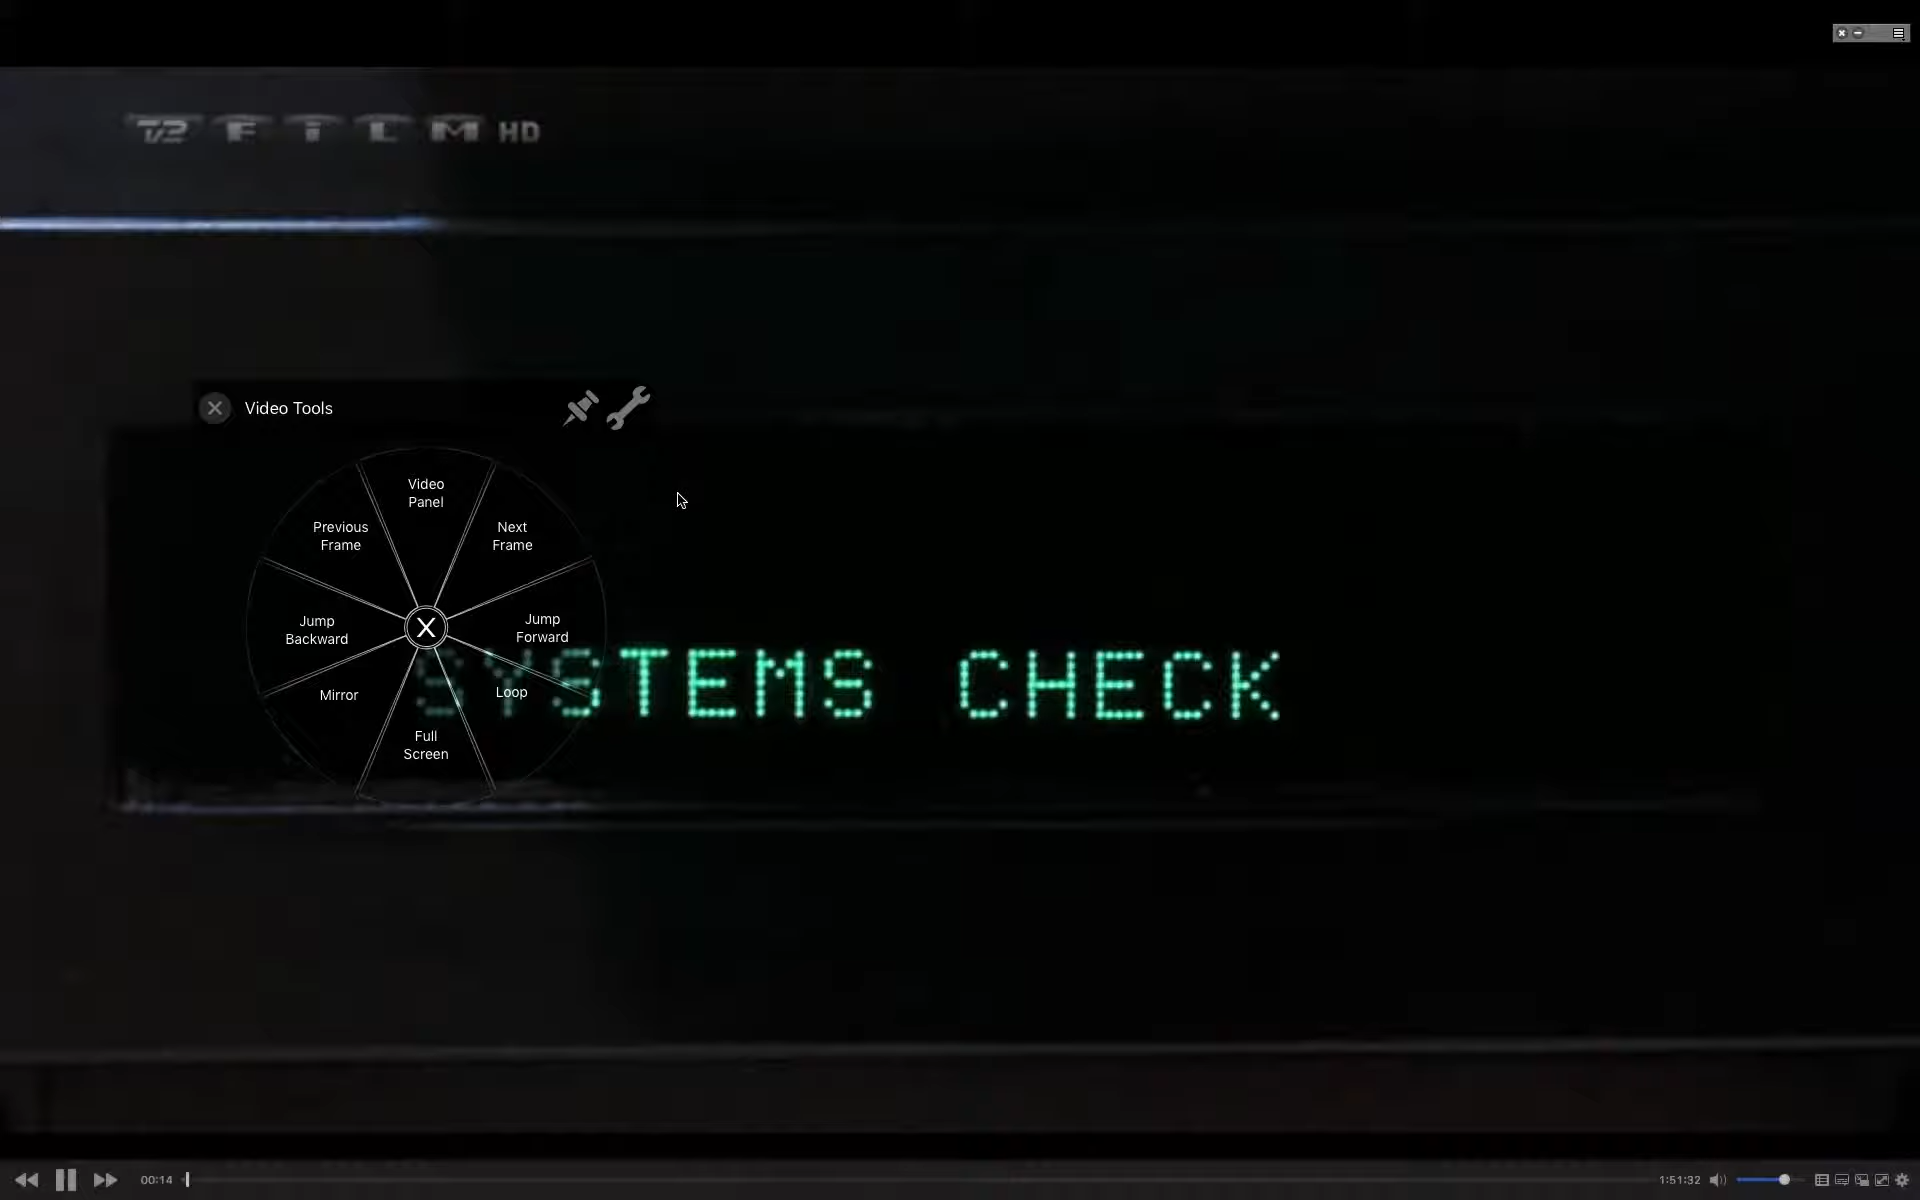 TV2 FILM HD
Video Tools
Video
Panel
Previous
Frame
Next
Frame
Jump
Backward
X
Jump
Forward
Mirror
Loop
Full
Screen
SYSTEMS CHECK
00:14
1:51:32